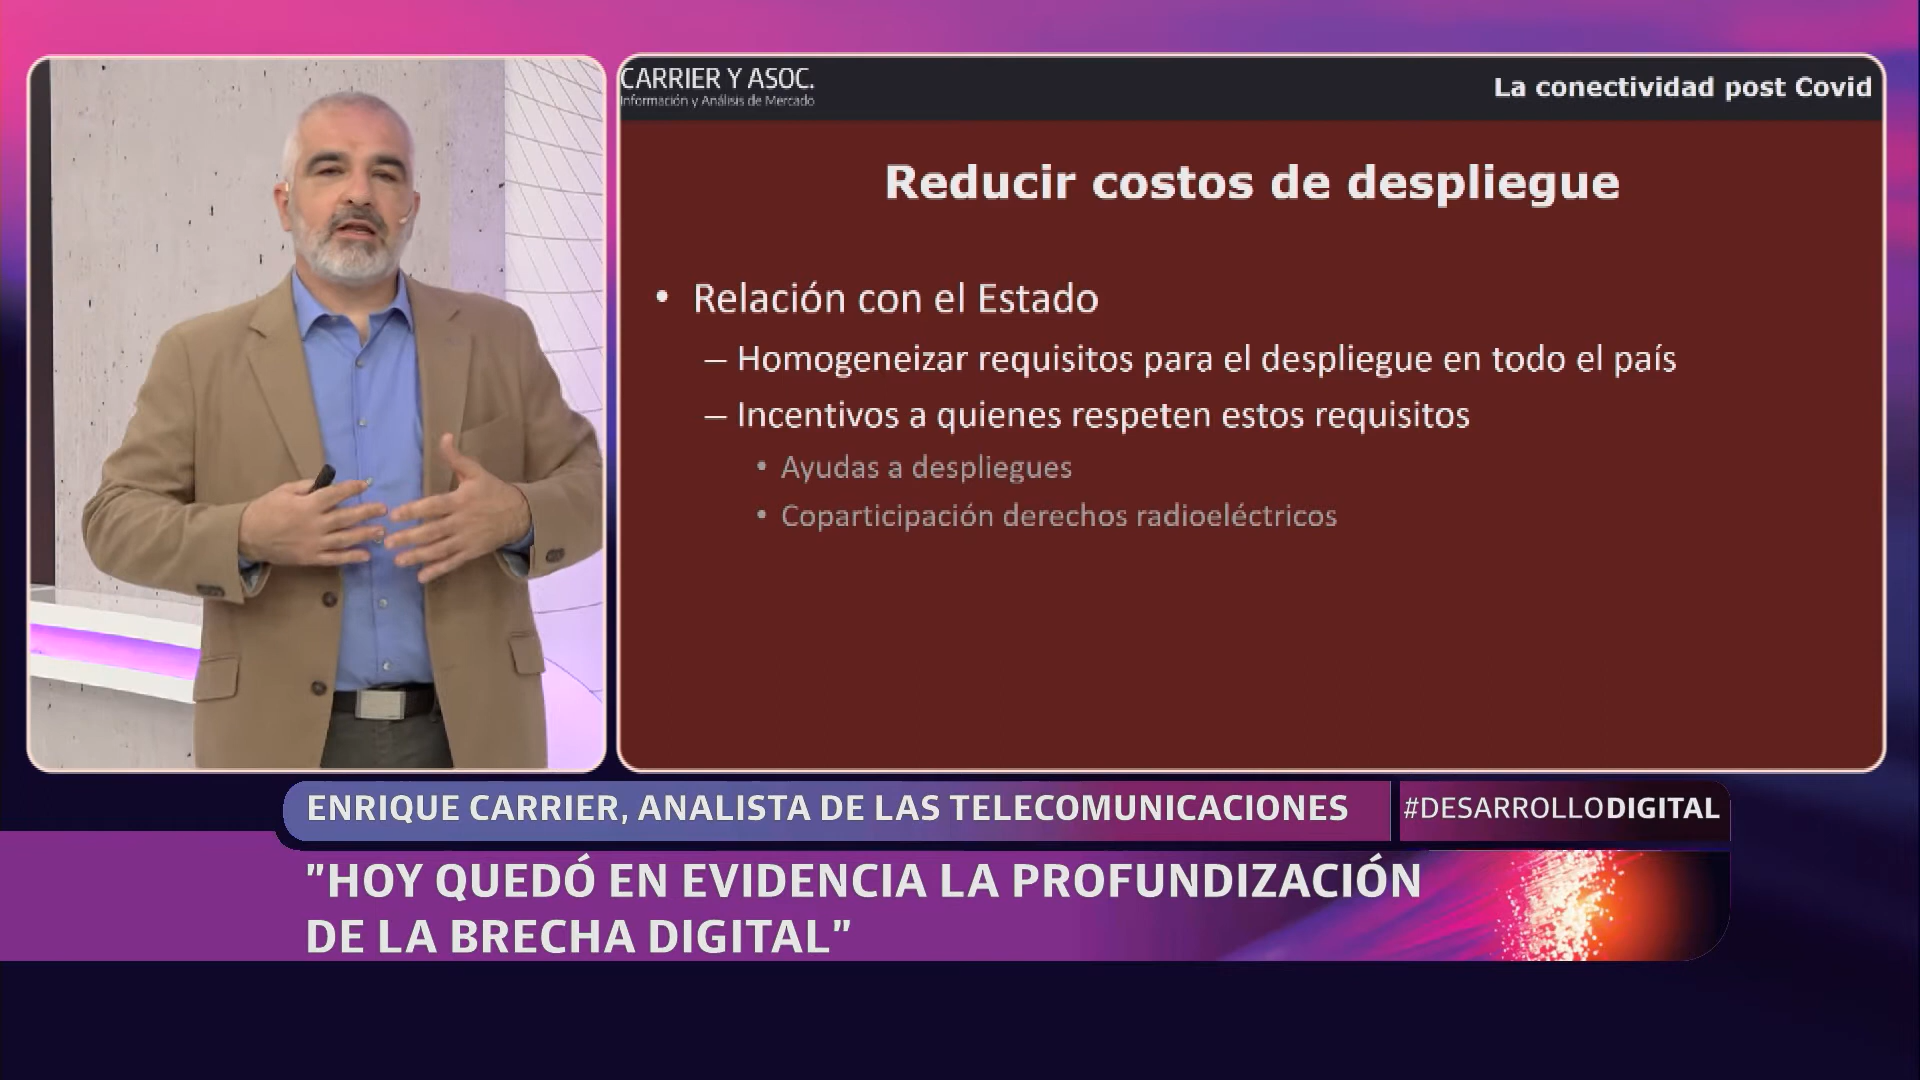 CARRIER Y ASOC.
Información y Análisis de Mercado
La conectividad post Covid
Reducir costos de despliegue
• Relación con el Estado
– Homogeneizar requisitos para el despliegue en todo el país
– Incentivos a quienes respeten estos requisitos
• Ayudas a despliegues
• Coparticipación derechos radioeléctricos
ENRIQUE CARRIER, ANALISTA DE LAS TELECOMUNICACIONES
#DESARROLLODIGITAL
"HOY QUEDÓ EN EVIDENCIA LA PROFUNDIZACIÓN
DE LA BRECHA DIGITAL"